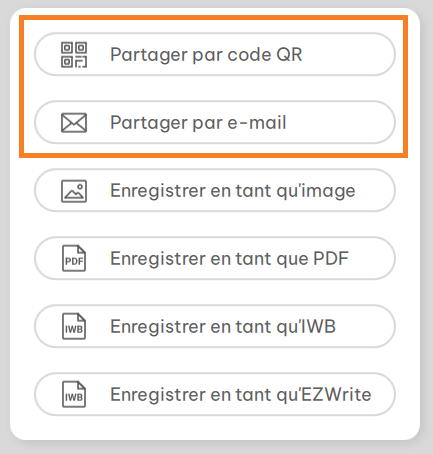 Partager par code QR
Partager par e-mail
Enregistrer en tant qu'image
PDF Enregistrer en tant que PDF
IWB Enregistrer en tant qu'IWB
IWB Enregistrer en tant qu'EZWrite